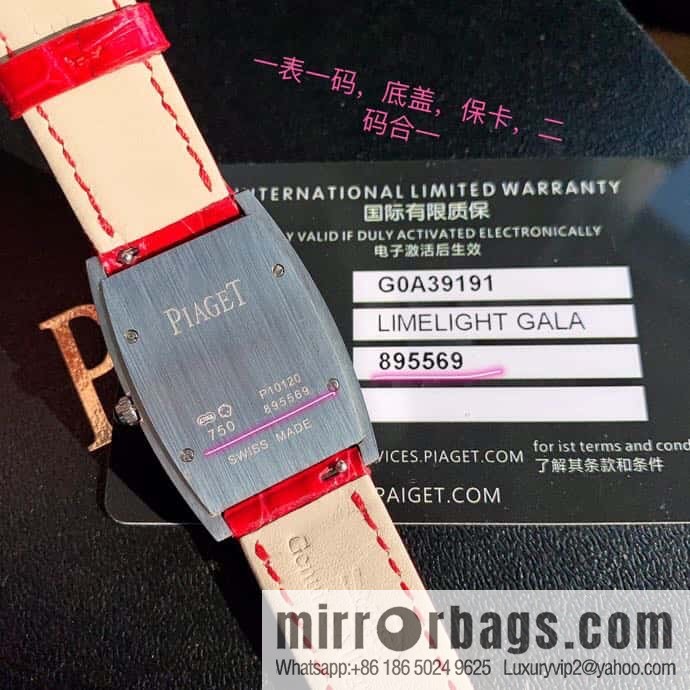 一表一码，底盖，保卡，二
码合一
INTERNATIONAL LIMITED WARRANTY
国际有限质保
VALID IF DULY ACTIVATED ELECTRONICALLY
电子激活后生效
G0A39191
LIMELIGHT GALA
895569
for ist terms and cond
VICES.PIAGET.COM
了解其条款和条件
PAIGET.COM
PIAGET
P10120
895569
750
SWISS MADE
P
Genu
mirrorbags.com
Whatsapp:+86 186 5024 9625 Luxuryvip2@yahoo.com